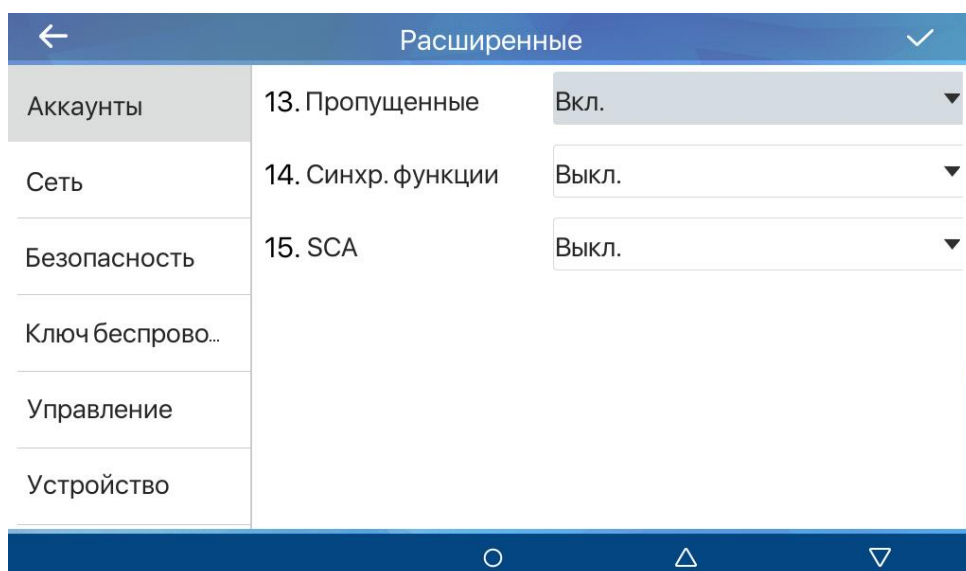 Расширенные
Аккаунты
13. Пропущенные Вкл.
Сеть
14. Синхр. функции Выкл.
Безопасность
15. SCA Выкл.
Ключ беспрово...
Управление
Устройство